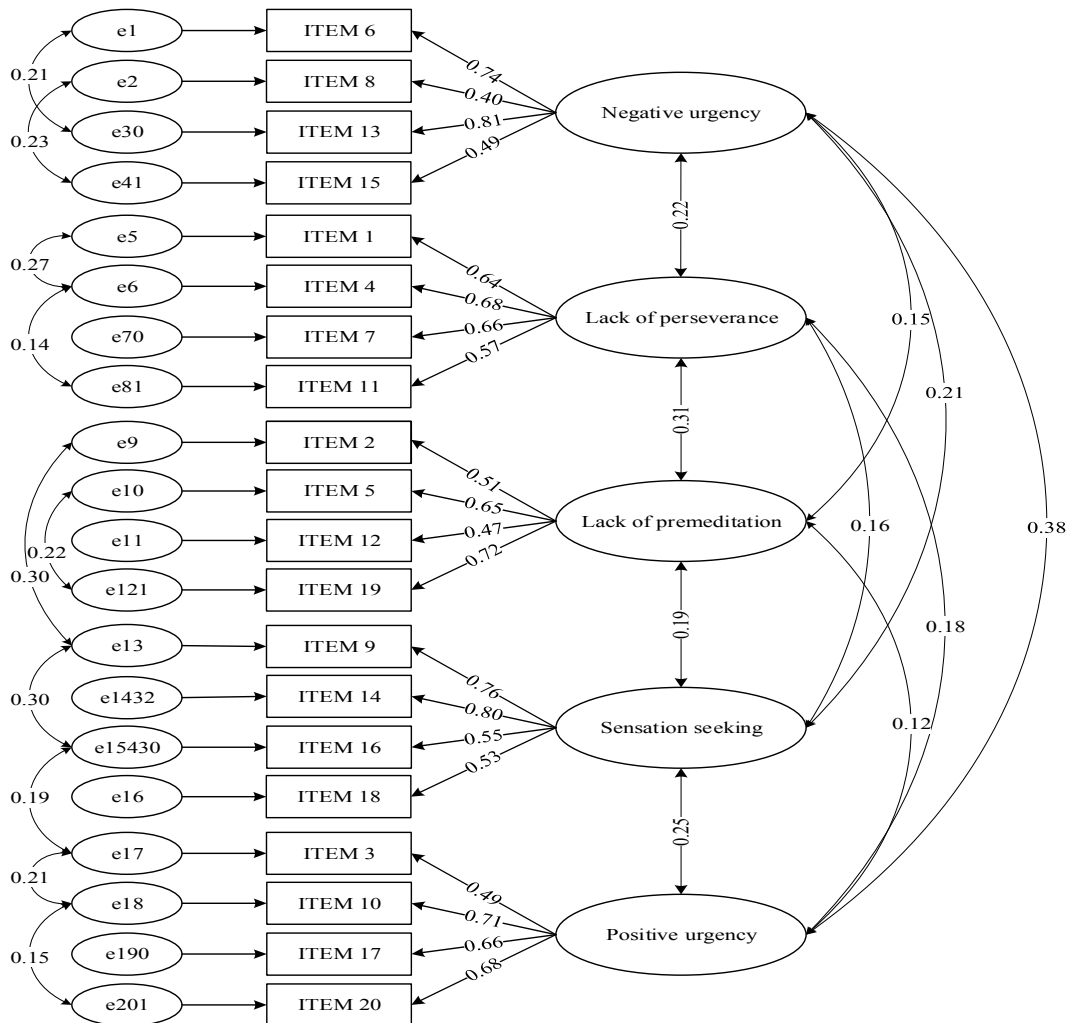 e1
ITEM 6
0.74
0.21
e2
ITEM 8
0.40
Negative urgency
e30
ITEM 13
0.81
0.23
e41
ITEM 15
0.49
0.22
e5
ITEM 1
0.64
0.27
e6
ITEM 4
0.68
Lack of perseverance
0.15
e70
ITEM 7
0.66
0.14
e81
ITEM 11
0.57
0.21
0.31
e9
ITEM 2
0.51
e10
ITEM 5
0.65
Lack of premeditation
0.16
0.38
e11
ITEM 12
0.47
0.22
0.30
e121
ITEM 19
0.72
0.19
0.18
e13
ITEM 9
0.76
0.30
e1432
ITEM 14
0.80
Sensation seeking
0.12
e15430
ITEM 16
0.55
0.19
e16
ITEM 18
0.53
0.25
e17
ITEM 3
0.49
0.21
e18
ITEM 10
0.71
Positive urgency
e190
ITEM 17
0.66
0.15
e201
ITEM 20
0.68